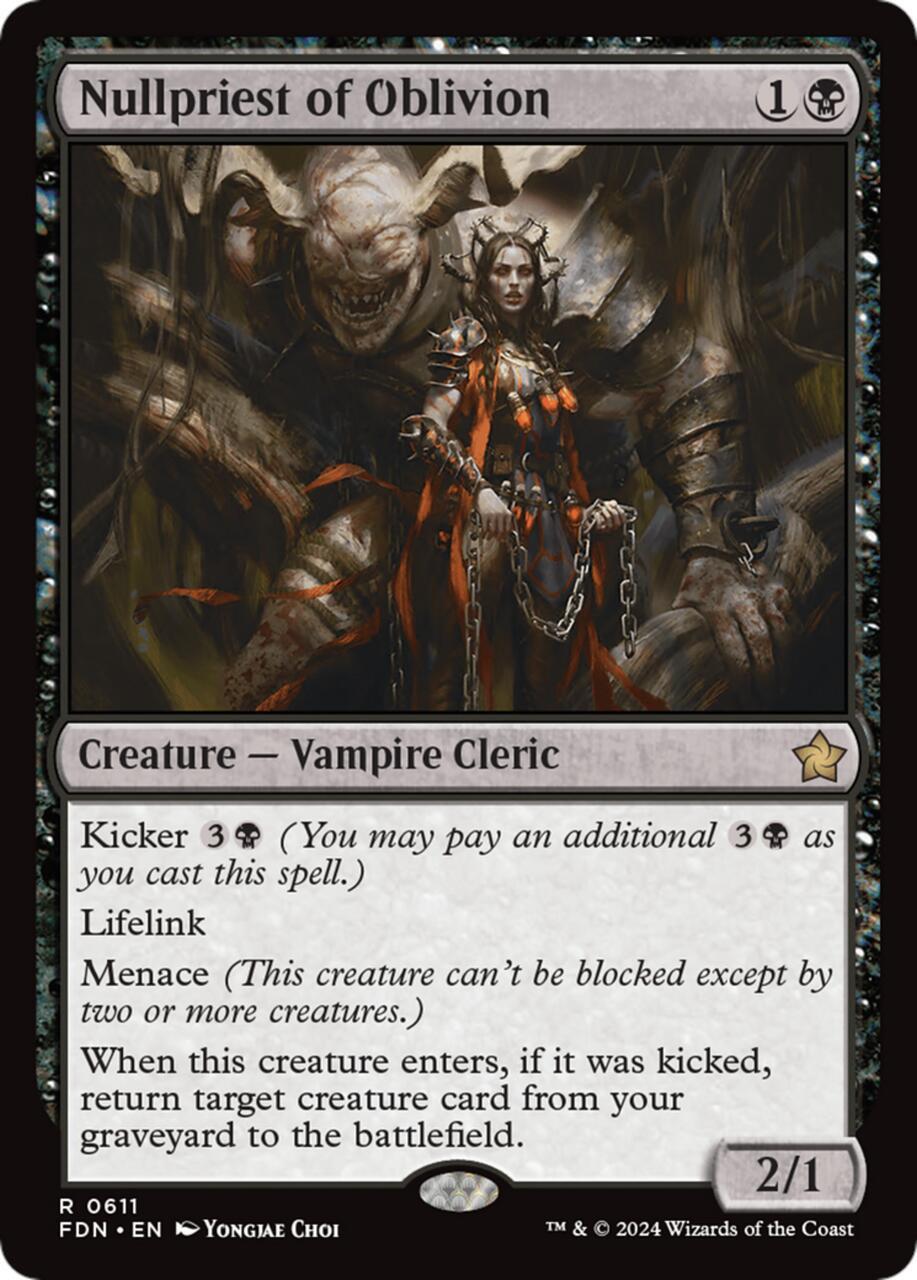 Nullpriest of Oblivion 1
Creature — Vampire Cleric
Kicker 3 (You may pay an additional 3 as
you cast this spell.)
Lifelink
Menace (This creature can't be blocked except by
two or more creatures.)
When this creature enters, if it was kicked,
return target creature card from your
graveyard to the battlefield.
2/1
R 0611
FDN • EN Yongjae Choi
™ & © 2024 Wizards of the Coast